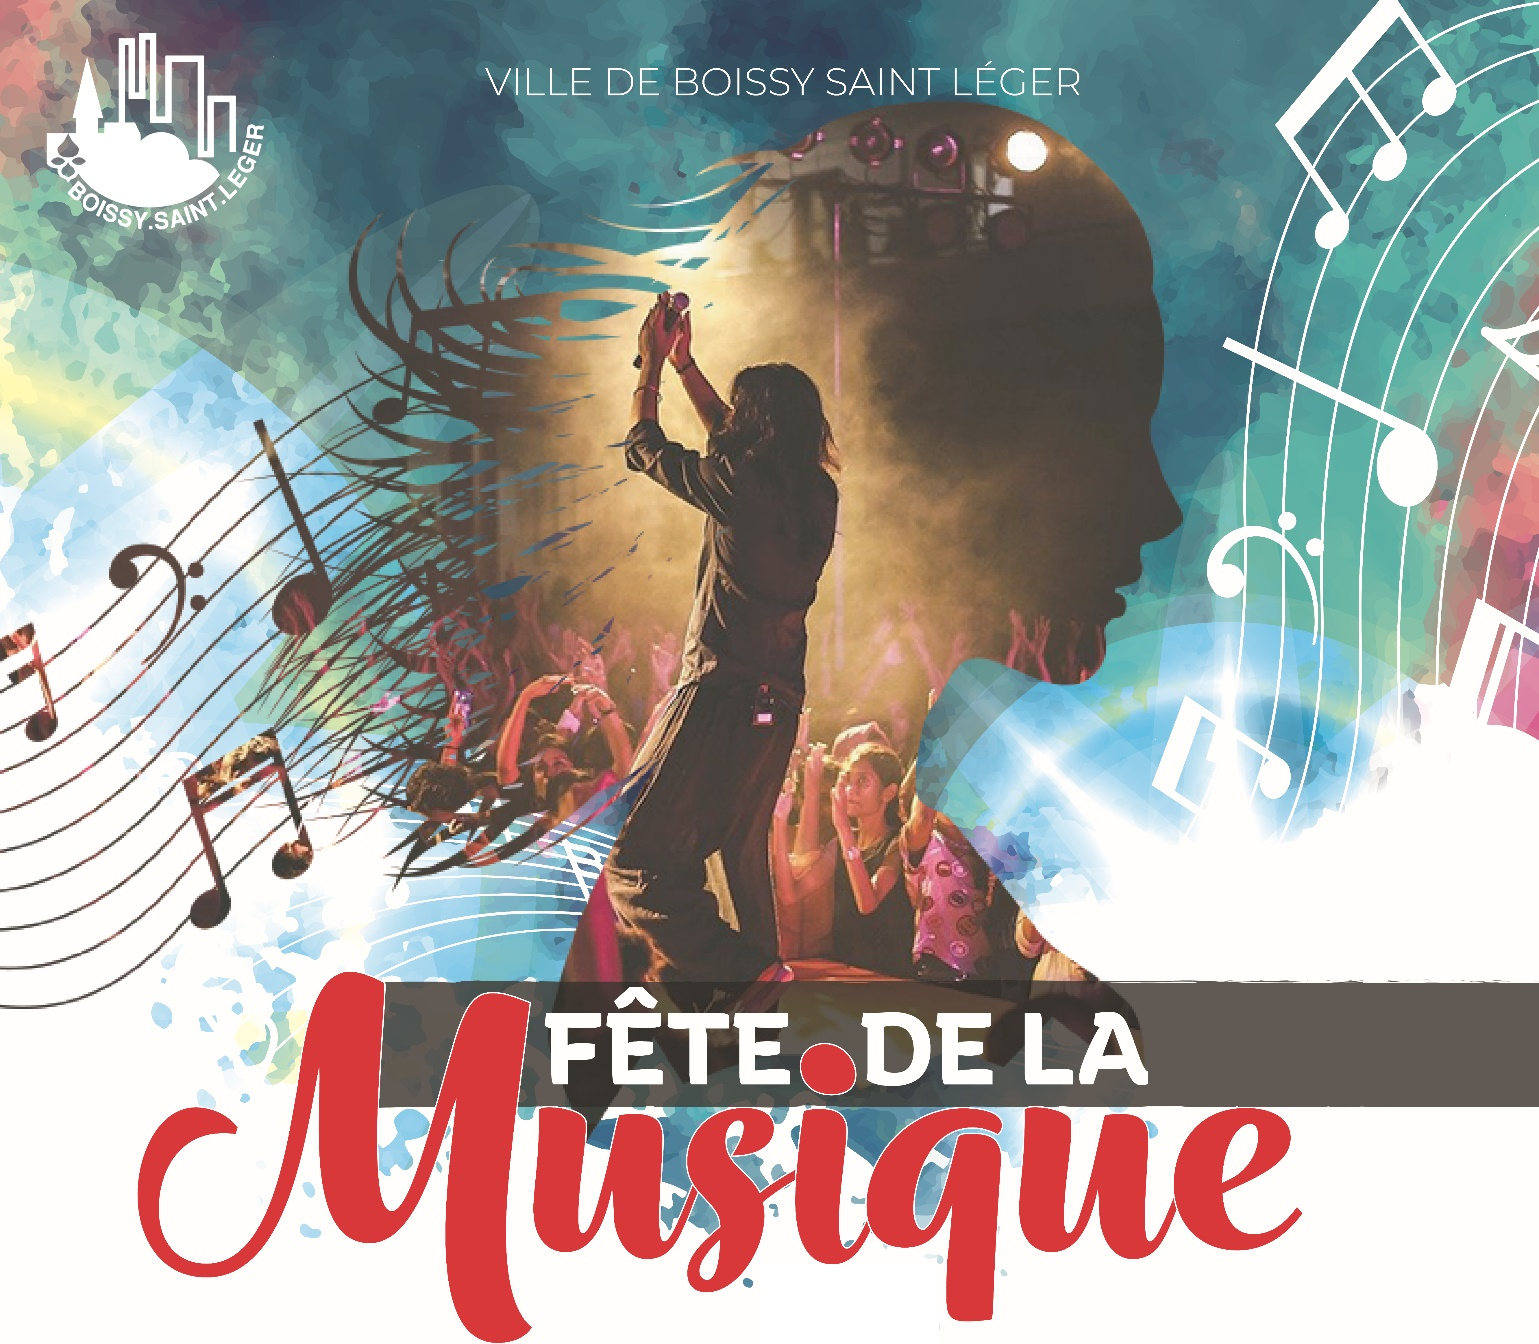 VILLE DE BOISSY SAINT LÉGER
BOISSY.SAINT.LEGER
FÊTE DE LA
Musique